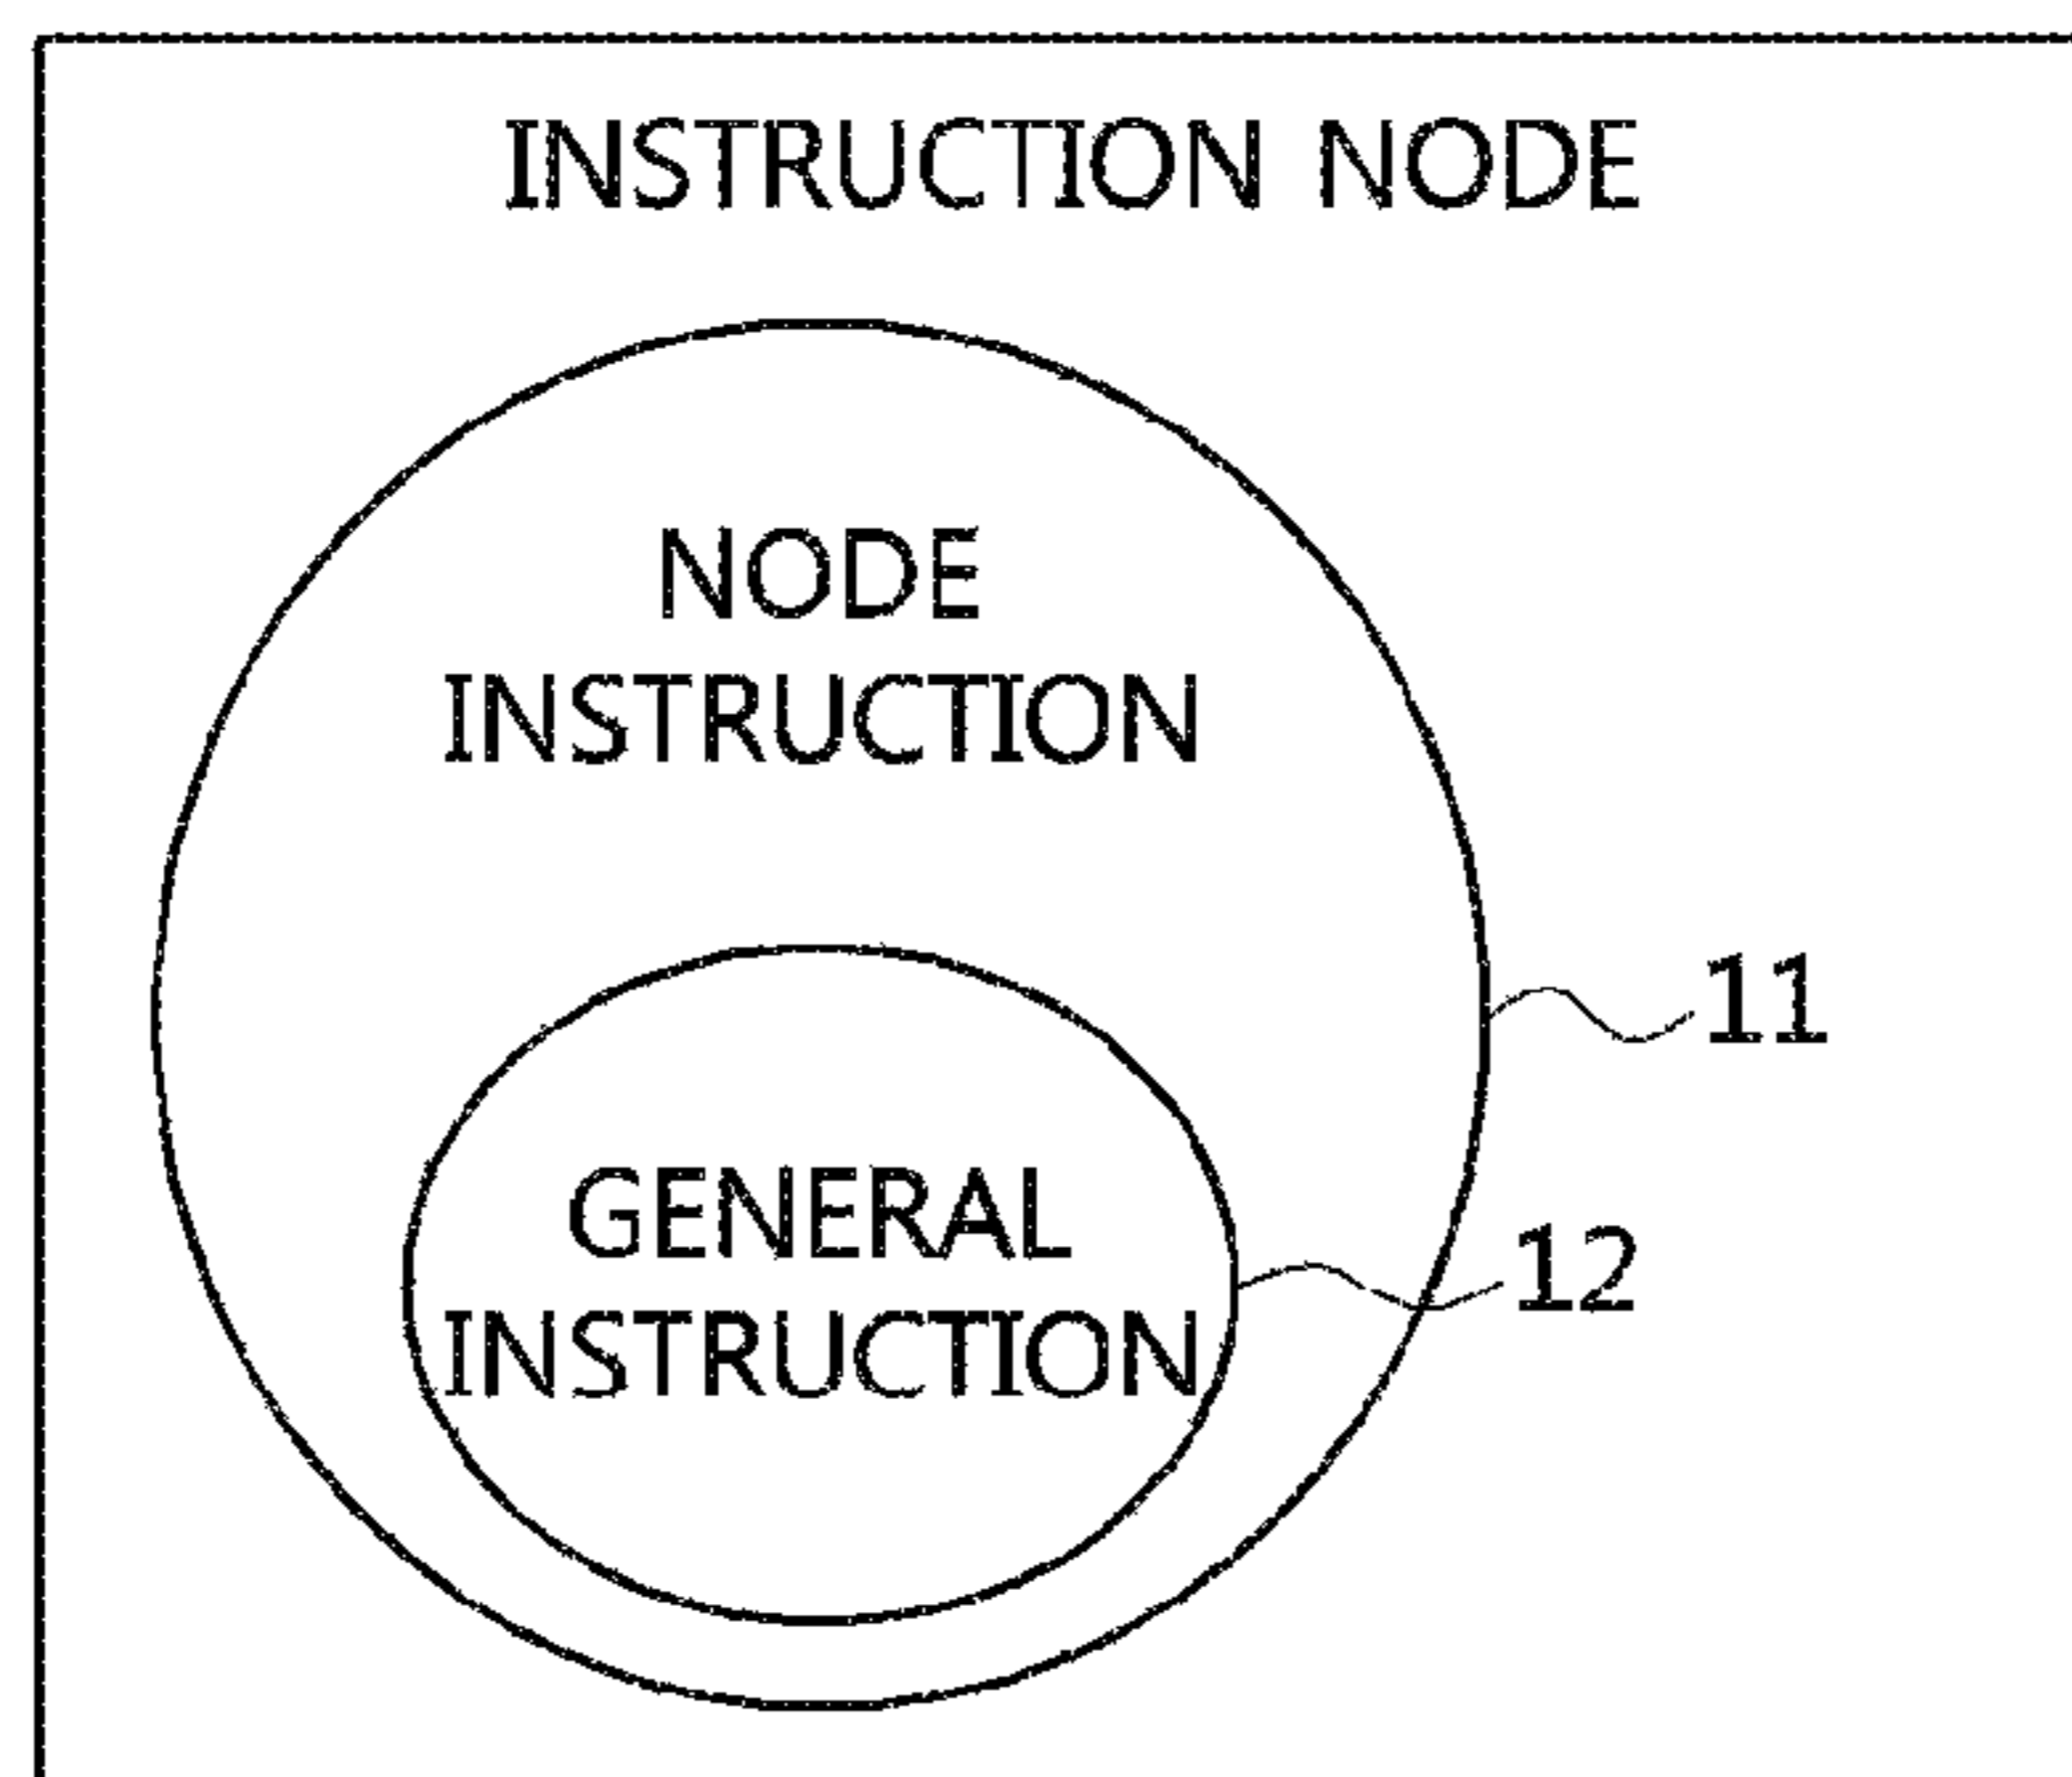 INSTRUCTION NODE
NODE
INSTRUCTION
11
GENERAL
12
INSTRUCTION